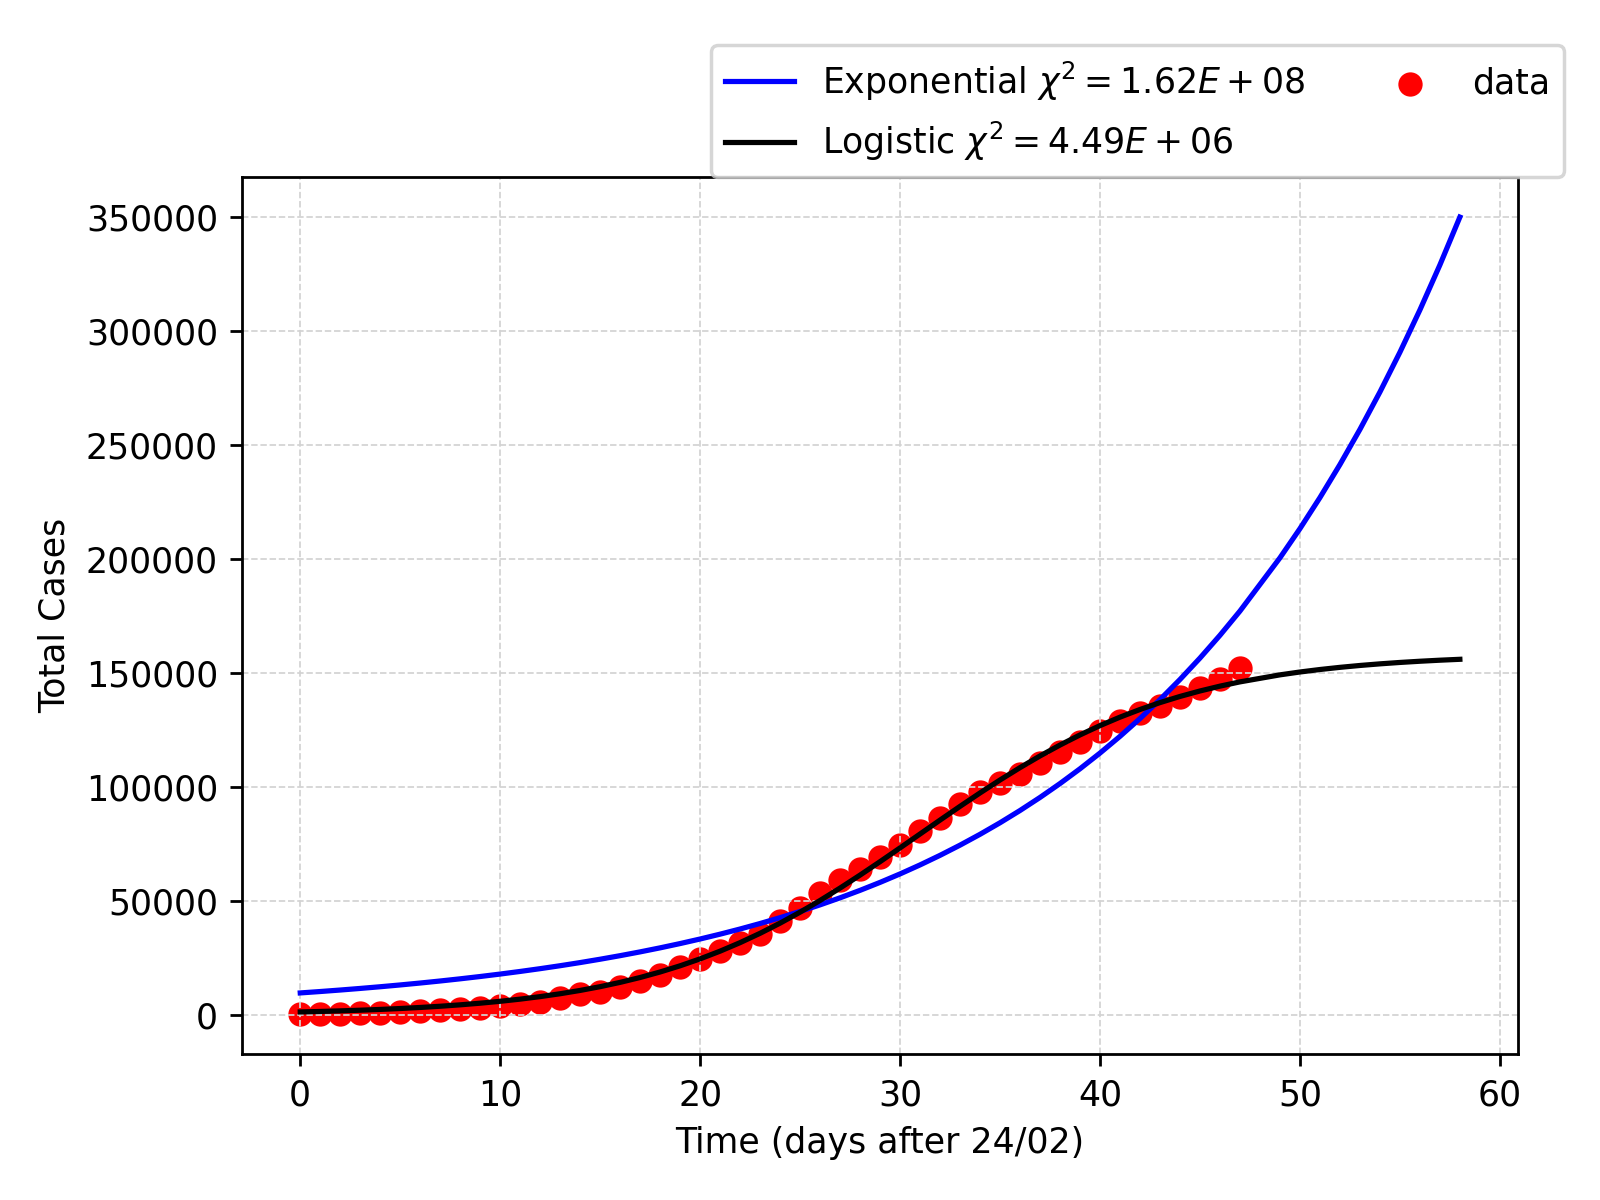 Exponential χ² = 1.62E + 08
data
Logistic χ² = 4.49E + 06
350000
300000
250000
200000
150000
100000
50000
0
Total Cases
0 10 20 30 40 50 60
Time (days after 24/02)